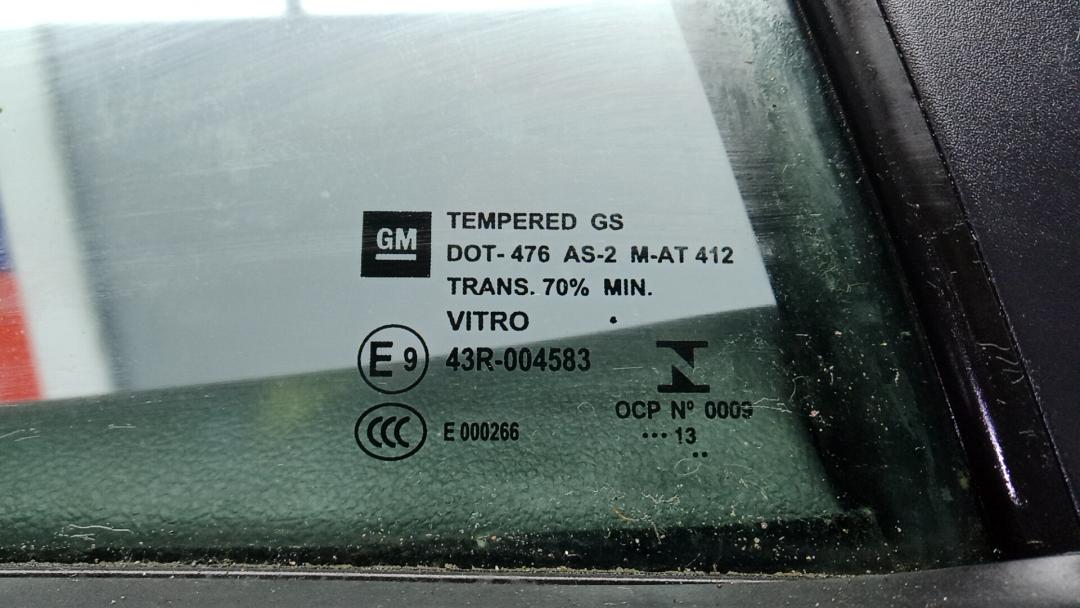 GM
TEMPERED GS
DOT- 476 AS-2 M-AT 412
TRANS. 70% MIN.
VITRO
E 9 43R-004583
OCP Nº 0009
CCC E 000266
••• 13
••